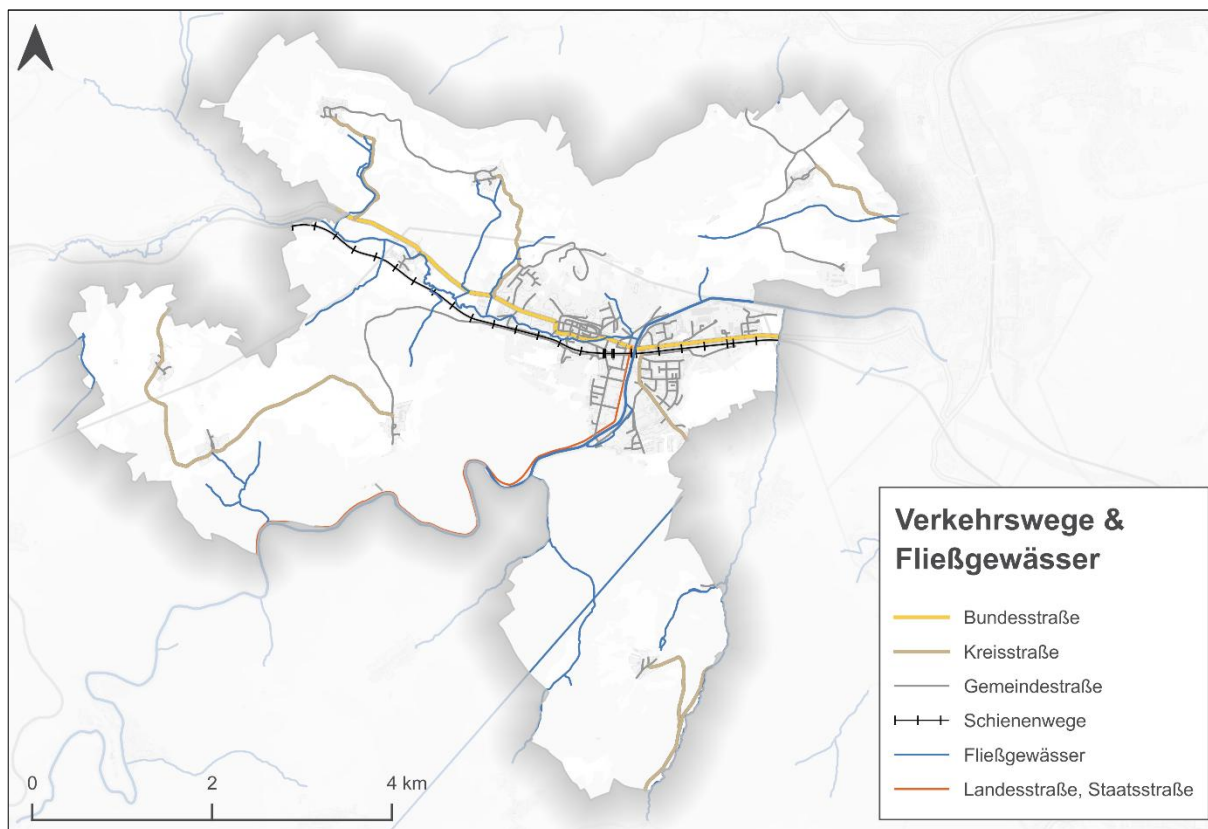 Verkehrswege &
Fließgewässer
Bundesstraße
Kreisstraße
Gemeindestraße
Schienenwege
Fließgewässer
Landesstraße, Staatsstraße
0 2 4 km